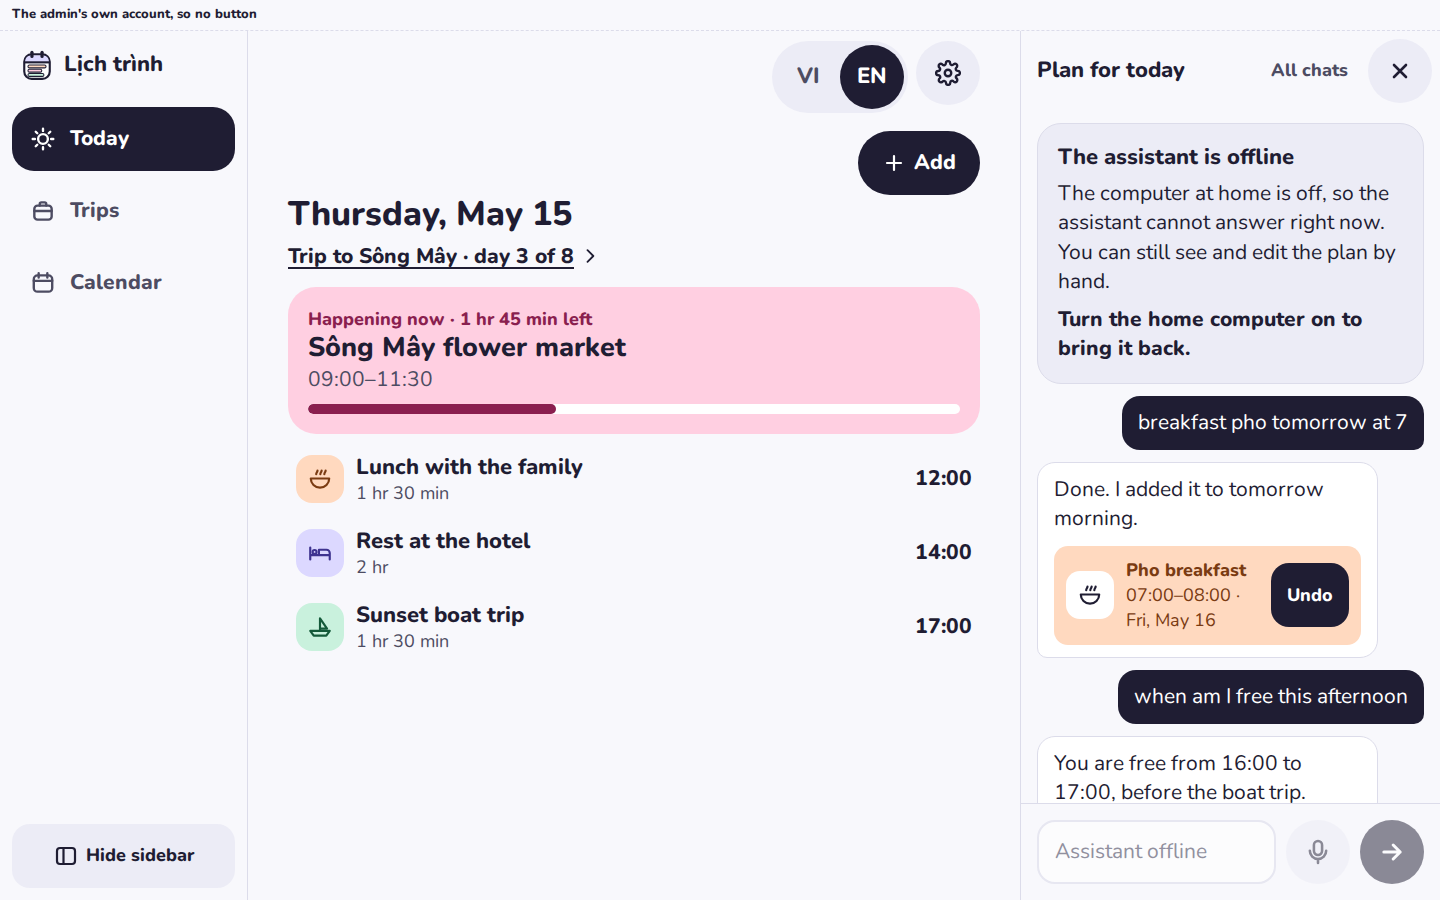 The admin's own account, so no button
Lịch trình
Today
Trips
Calendar
Hide sidebar
VI EN
Add
Thursday, May 15
Trip to Sông Mây · day 3 of 8
Happening now · 1 hr 45 min left
Sông Mây flower market
09:00–11:30
Lunch with the family
1 hr 30 min
12:00
Rest at the hotel
2 hr
14:00
Sunset boat trip
1 hr 30 min
17:00
Plan for today
All chats
The assistant is offline
The computer at home is off, so the
assistant cannot answer right now.
You can still see and edit the plan by
hand.
Turn the home computer on to
bring it back.
breakfast pho tomorrow at 7
Done. I added it to tomorrow
morning.
Pho breakfast
07:00–08:00 ·
Fri, May 16
Undo
when am I free this afternoon
You are free from 16:00 to
17:00, before the boat trip.
Assistant offline